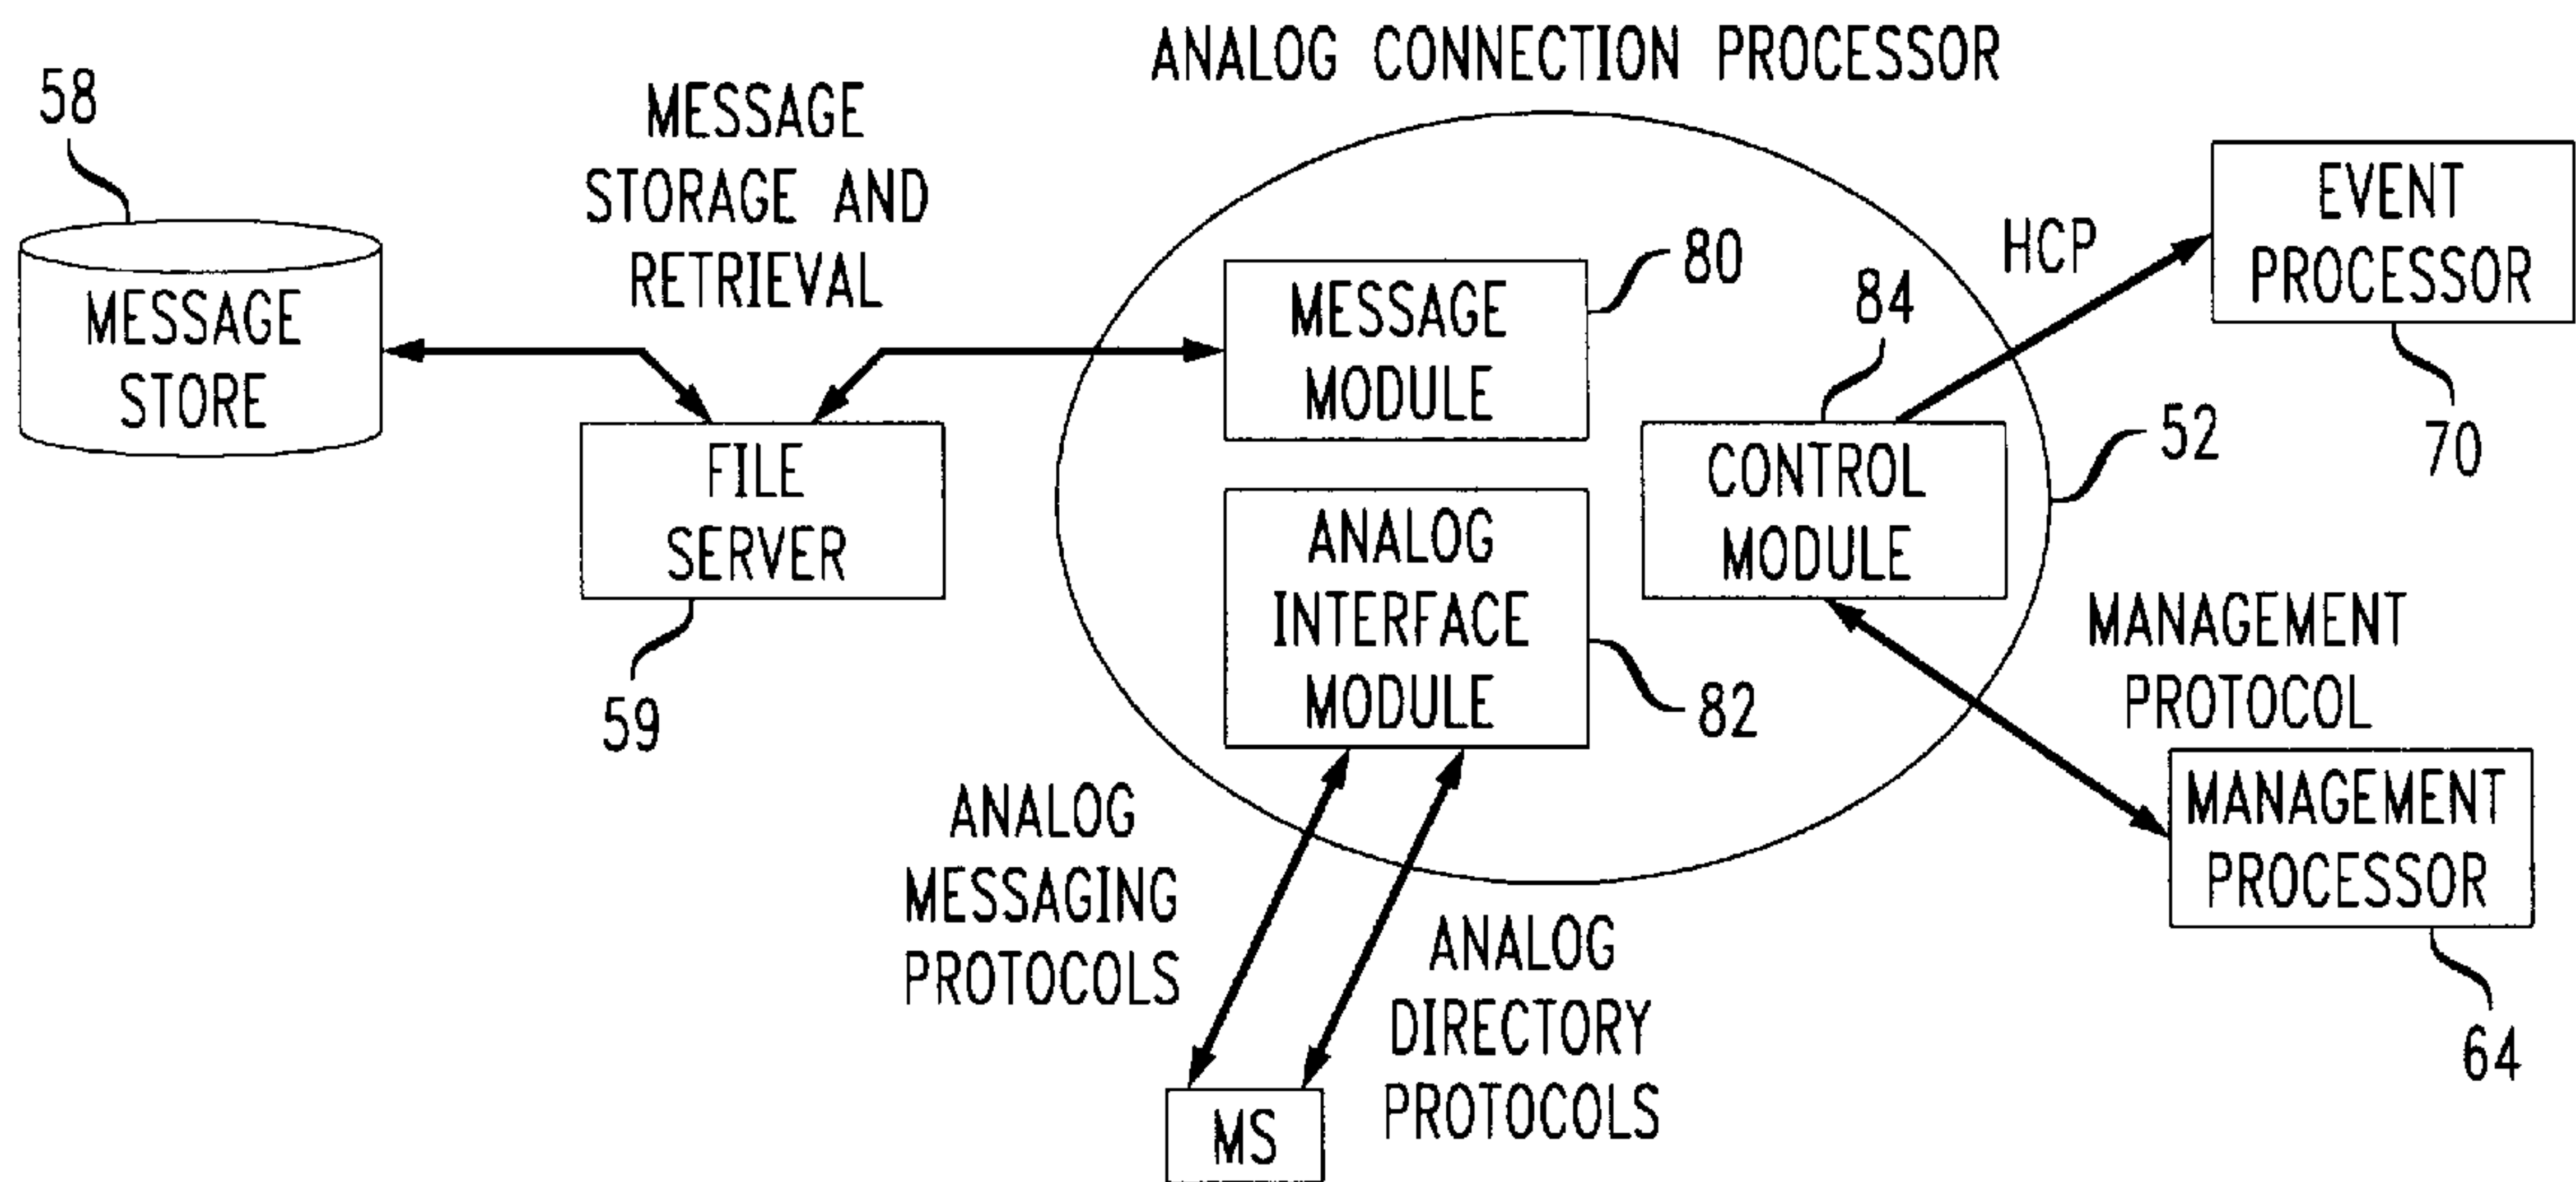 ANALOG CONNECTION PROCESSOR
58
MESSAGE
STORAGE AND
RETRIEVAL
MESSAGE
STORE
FILE
SERVER
59
MESSAGE
MODULE
80
ANALOG
INTERFACE
MODULE
82
84
CONTROL
MODULE
52
HCP
EVENT
PROCESSOR
70
MANAGEMENT
PROTOCOL
MANAGEMENT
PROCESSOR
64
ANALOG
MESSAGING
PROTOCOLS
ANALOG
DIRECTORY
PROTOCOLS
MS